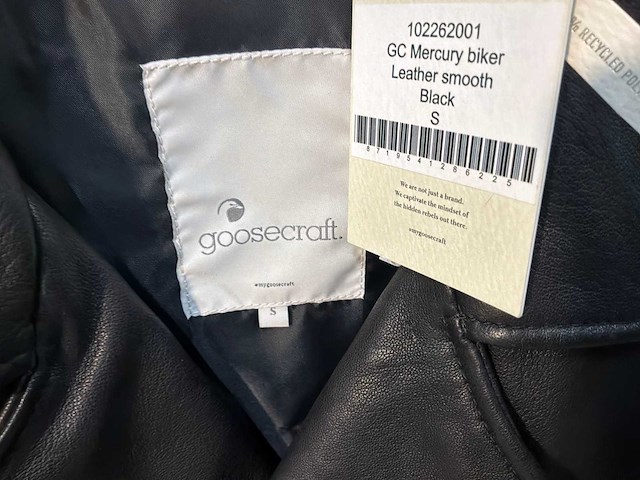 102262001
GC Mercury biker
Leather smooth
Black
S
8719541286225
We are not just a brand.
We captivate the mindset of
the hidden rebels out there.
#mygoosecraft
goosecraft.
#mygoosecraft
S
RECYCLED